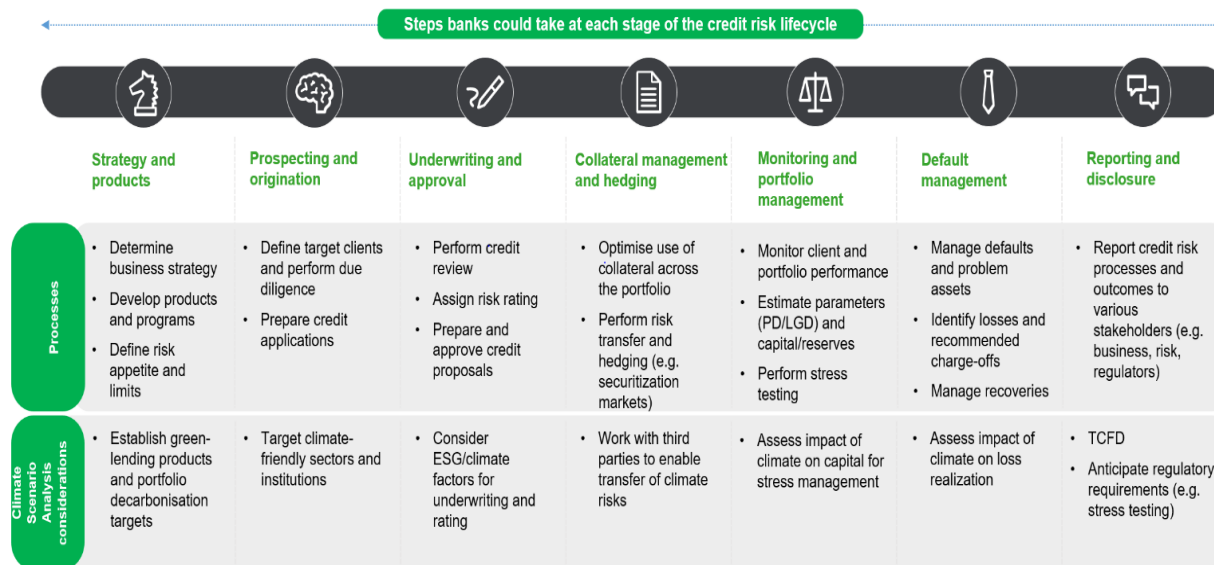 Steps banks could take at each stage of the credit risk lifecycle
Strategy and
products
Prospecting and
origination
Underwriting and
approval
Collateral management
and hedging
Monitoring and
portfolio
management
Default
management
Reporting and
disclosure
Processes
• Determine
business strategy
• Develop products
and programs
• Define risk
appetite and
limits
• Define target clients
and perform due
diligence
• Prepare credit
applications
• Perform credit
review
• Assign risk rating
• Prepare and
approve credit
proposals
• Optimise use of
collateral across
the portfolio
• Perform risk
transfer and
hedging (e.g.
securitization
markets)
• Monitor client and
portfolio performance
• Estimate parameters
(PD/LGD) and
capital/reserves
• Perform stress
testing
• Manage defaults
and problem
assets
• Identify losses and
recommended
charge-offs
• Manage recoveries
• Report credit risk
processes and
outcomes to
various
stakeholders (e.g.
business, risk,
regulators)
Climate
Scenario
Analysis
considerations
• Establish green-
lending products
and portfolio
decarbonisation
targets
• Target climate-
friendly sectors and
institutions
• Consider
ESG/climate
factors for
underwriting and
rating
• Work with third
parties to enable
transfer of climate
risks
• Assess impact of
climate on capital for
stress management
• Assess impact of
climate on loss
realization
• TCFD
• Anticipate regulatory
requirements (e.g.
stress testing)